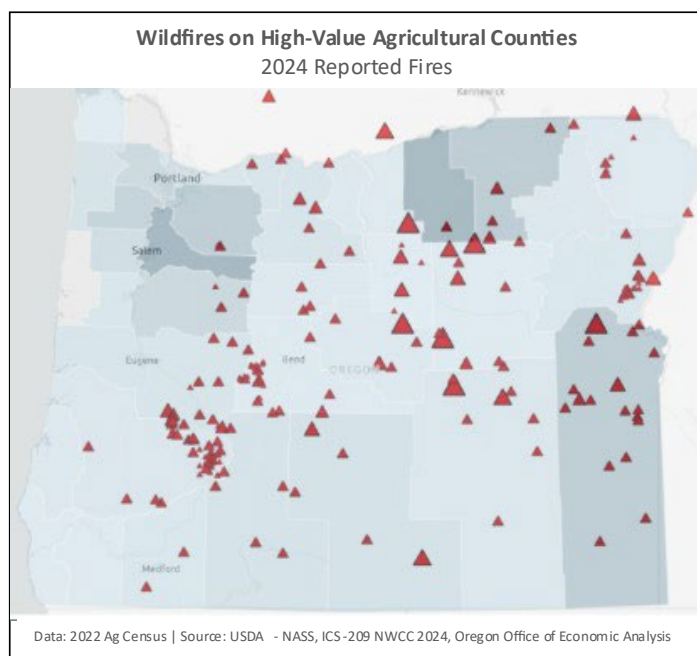 Wildfires on High-Value Agricultural Counties
2024 Reported Fires
Kennewick
Portland
Salem
Eugene
Bend
OREGON
Medford
Data: 2022 Ag Census | Source: USDA - NASS, ICS-209 NWCC 2024, Oregon Office of Economic Analysis